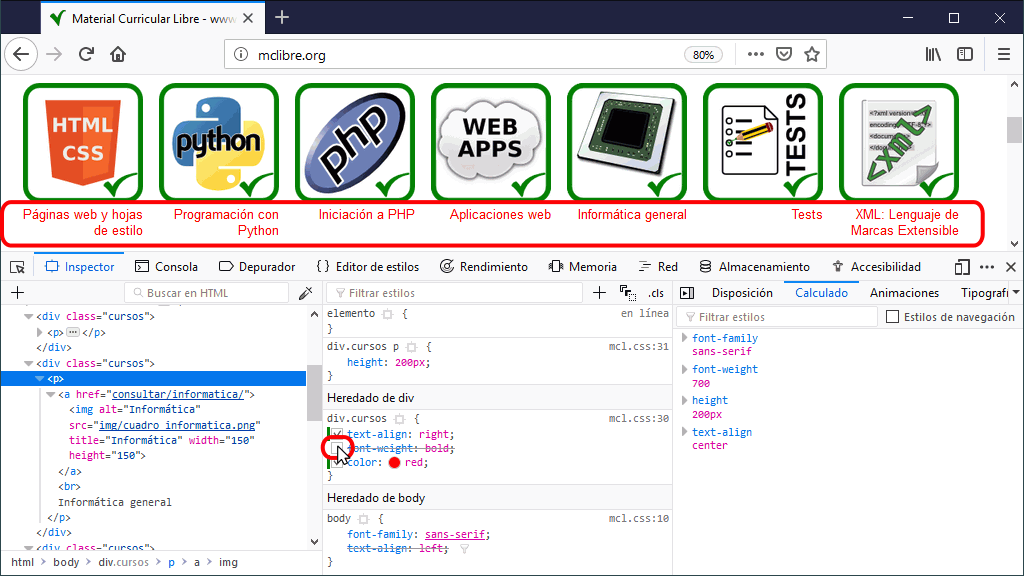 Material Curricular Libre - www
mclibre.org
80%
HTML
CSS
python
php
WEB
APPS
TESTS
<?xml version=
encoding=
<docume
</docum
<xml>
Páginas web y hojas
de estilo
Programación con
Python
Iniciación a PHP
Aplicaciones web
Informática general
Tests
XML: Lenguaje de
Marcas Extensible
Inspector
Consola
Depurador
{ } Editor de estilos
Rendimiento
Memoria
Red
Almacenamiento
Accesibilidad
Buscar en HTML
Filtrar estilos
.cls
Disposición
Calculado
Animaciones
Tipografí
<div class="cursos">
<p>
</p>
</div>
<div class="cursos">
<p>
<a href="consultar/informatica/">
<img alt="Informática"
src="img/cuadro_informatica.png"
title="Informática" width="150"
height="150">
</a>
<br>
Informática general
</p>
</div>
<div class="cursos">
html
body
div.cursos
p
a
img
elemento {
en línea
}
div.cursos p {
mcl.css:31
height: 200px;
}
Heredado de div
div.cursos {
mcl.css:30
text-align: right;
font-weight: bold;
color: red;
}
Heredado de body
body {
mcl.css:10
font-family: sans-serif;
text-align: left;
}
Filtrar estilos
Estilos de navegación
font-family
sans-serif
font-weight
700
height
200px
text-align
center